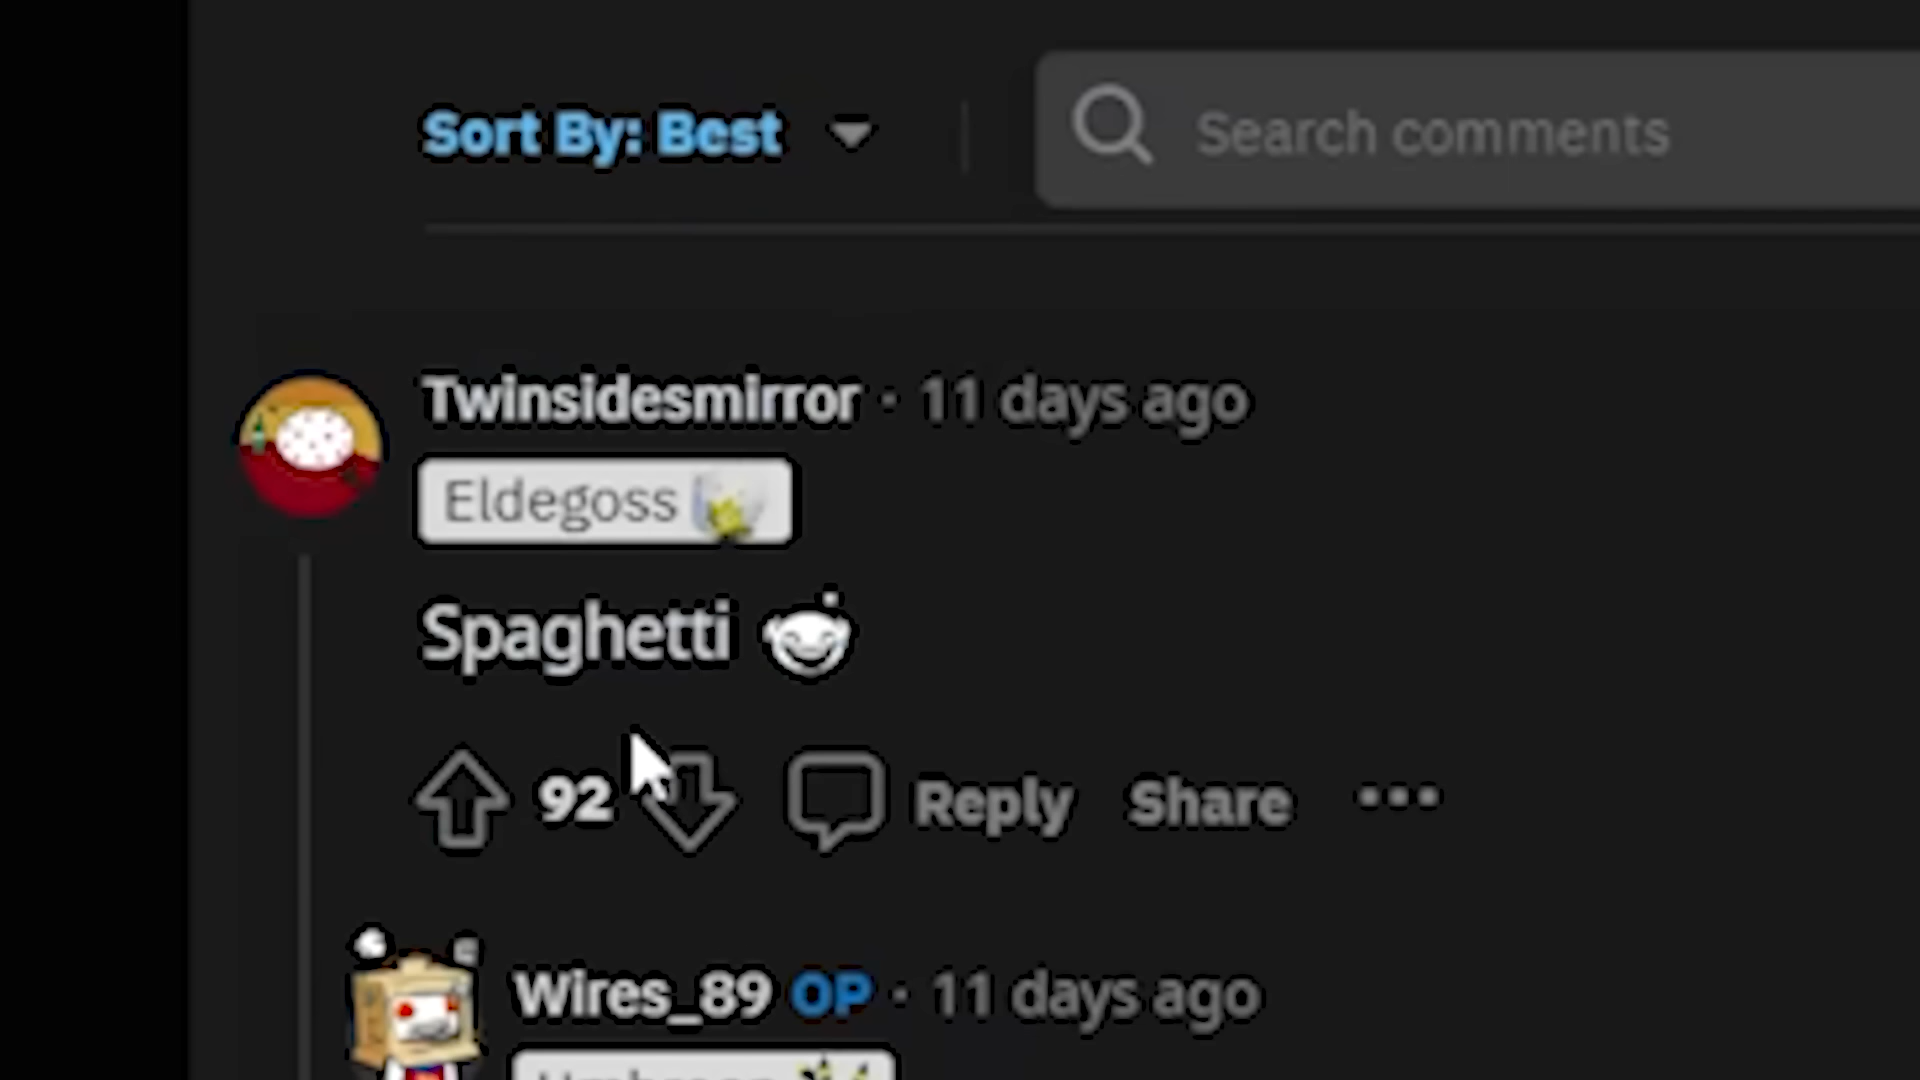 Sort By: Best
Search comments
Twinsidesmirror · 11 days ago
Eldegoss
Spaghetti
92 Reply Share ...
Wires_89 OP · 11 days ago